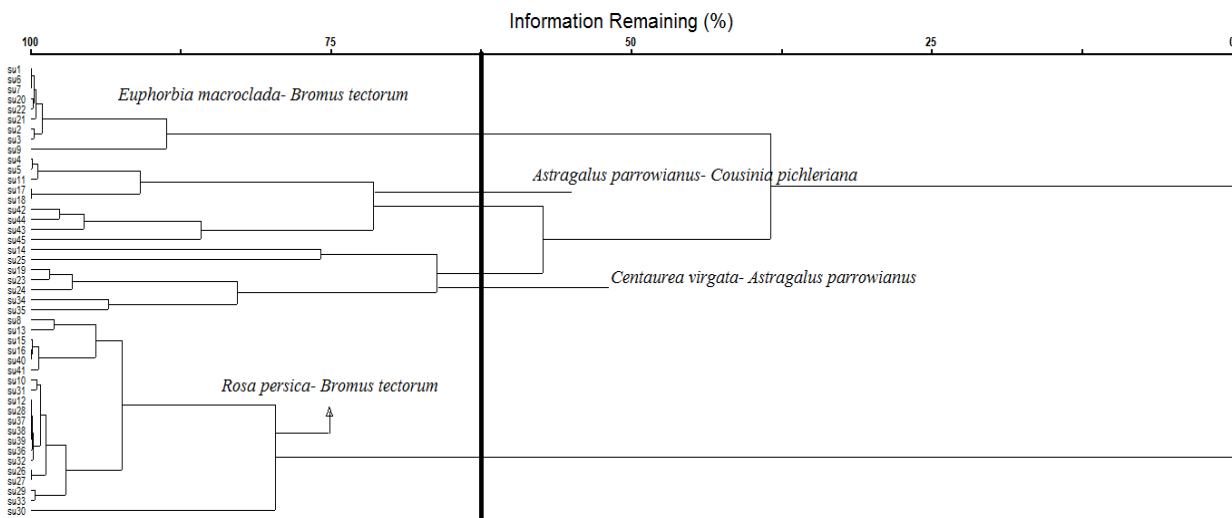 Information Remaining (%)
100 75 50 25 0
su1
su6
su7
su20
su22
su21
su2
su3
su9
su4
su5
su11
su17
su18
su42
su44
su43
su45
su14
su25
su19
su23
su24
su34
su35
su8
su13
su15
su16
su40
su41
su10
su31
su12
su28
su37
su38
su39
su36
su32
su26
su27
su29
su33
su30
Euphorbia macroclada- Bromus tectorum
Astragalus parrowianus- Cousinia pichleriana
Centaurea virgata- Astragalus parrowianus
Rosa persica- Bromus tectorum